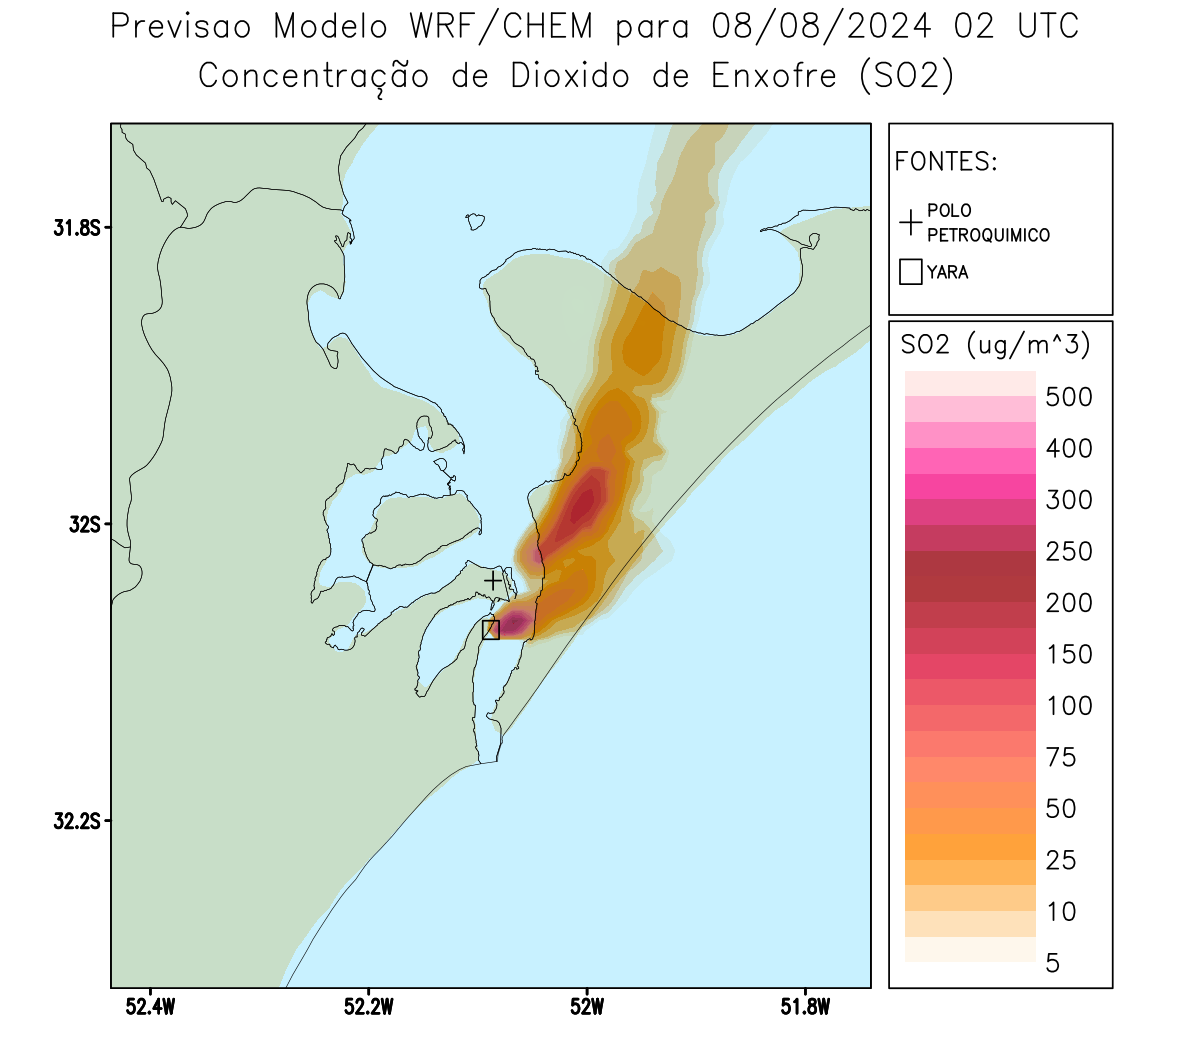 Previsao Modelo WRF/CHEM para 08/08/2024 02 UTC
Concentração de Dioxido de Enxofre (SO2)
FONTES:
POLO
PETROQUIMICO
YARA
SO2 (ug/m^3)
500
400
300
250
200
150
100
75
50
25
10
5
31.8S
32S
32.2S
52.4W
52.2W
52W
51.8W